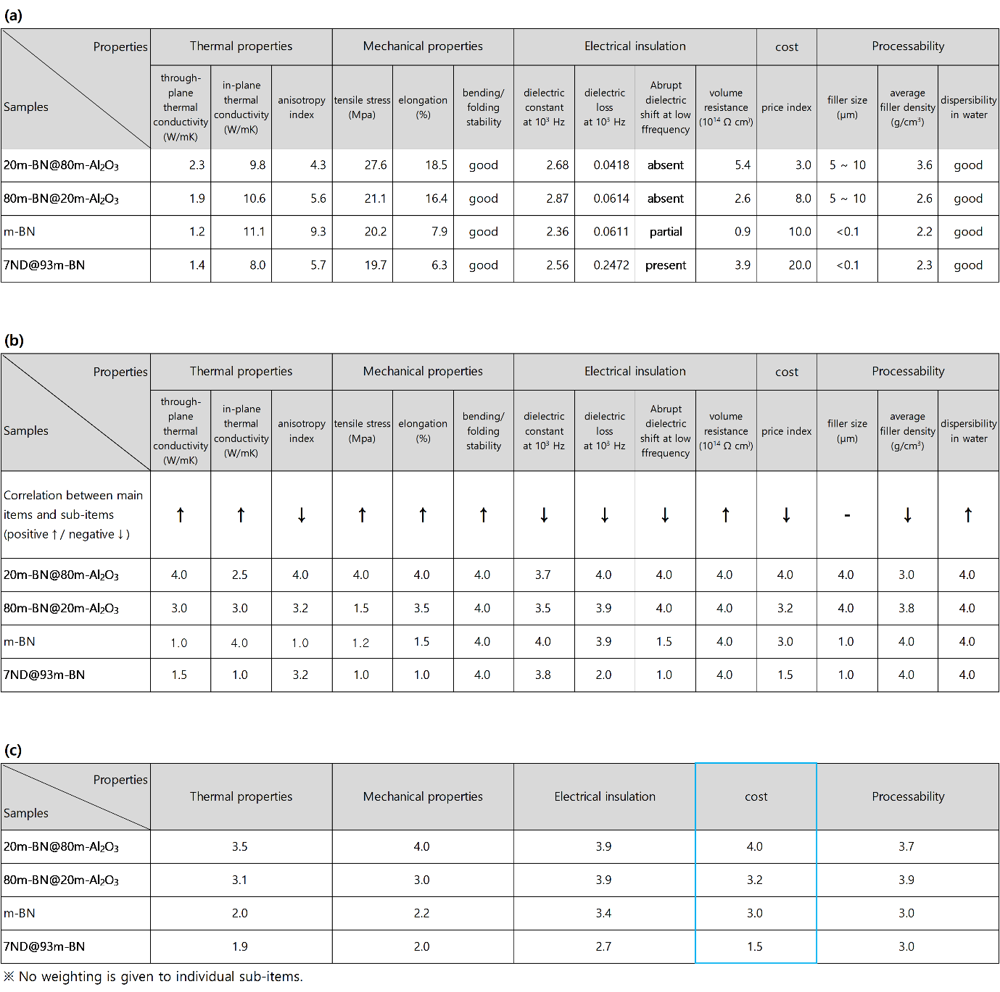 (a)
Properties Thermal properties Mechanical properties Electrical insulation cost Processability
Samples
through-plane thermal conductivity (W/mK) in-plane thermal conductivity (W/mK) anisotropy index tensile stress (Mpa) elongation (%) bending/folding stability dielectric constant at 10³ Hz dielectric loss at 10³ Hz Abrupt dielectric shift at low ffrequency volume resistance (10¹⁴ Ω cm) price index filler size (μm) average filler density (g/cm³) dispersibility in water
20m-BN@80m-Al₂O₃ 2.3 9.8 4.3 27.6 18.5 good 2.68 0.0418 absent 5.4 3.0 5 ~ 10 3.6 good
80m-BN@20m-Al₂O₃ 1.9 10.6 5.6 21.1 16.4 good 2.87 0.0614 absent 2.6 8.0 5 ~ 10 2.6 good
m-BN 1.2 11.1 9.3 20.2 7.9 good 2.36 0.0611 partial 0.9 10.0 <0.1 2.2 good
7ND@93m-BN 1.4 8.0 5.7 19.7 6.3 good 2.56 0.2472 present 3.9 20.0 <0.1 2.3 good
(b)
Properties Thermal properties Mechanical properties Electrical insulation cost Processability
Samples
through-plane thermal conductivity (W/mK) in-plane thermal conductivity (W/mK) anisotropy index tensile stress (Mpa) elongation (%) bending/folding stability dielectric constant at 10³ Hz dielectric loss at 10³ Hz Abrupt dielectric shift at low ffrequency volume resistance (10¹⁴ Ω cm) price index filler size (μm) average filler density (g/cm³) dispersibility in water
Correlation between main
items and sub-items
(positive ↑ / negative ↓)
↑ ↑ ↓ ↑ ↑ ↑ ↓ ↓ ↓ ↑ ↓ - ↓ ↑
20m-BN@80m-Al₂O₃ 4.0 2.5 4.0 4.0 4.0 4.0 3.7 4.0 4.0 4.0 4.0 4.0 3.0 4.0
80m-BN@20m-Al₂O₃ 3.0 3.0 3.2 1.5 3.5 4.0 3.5 3.9 4.0 4.0 3.2 4.0 3.8 4.0
m-BN 1.0 4.0 1.0 1.2 1.5 4.0 4.0 3.9 1.5 4.0 3.0 1.0 4.0 4.0
7ND@93m-BN 1.5 1.0 3.2 1.0 1.0 4.0 3.8 2.0 1.0 4.0 1.5 1.0 4.0 4.0
(c)
Properties Thermal properties Mechanical properties Electrical insulation cost Processability
Samples
20m-BN@80m-Al₂O₃ 3.5 4.0 3.9 4.0 3.7
80m-BN@20m-Al₂O₃ 3.1 3.0 3.9 3.2 3.9
m-BN 2.0 2.2 3.4 3.0 3.0
7ND@93m-BN 1.9 2.0 2.7 1.5 3.0
※ No weighting is given to individual sub-items.